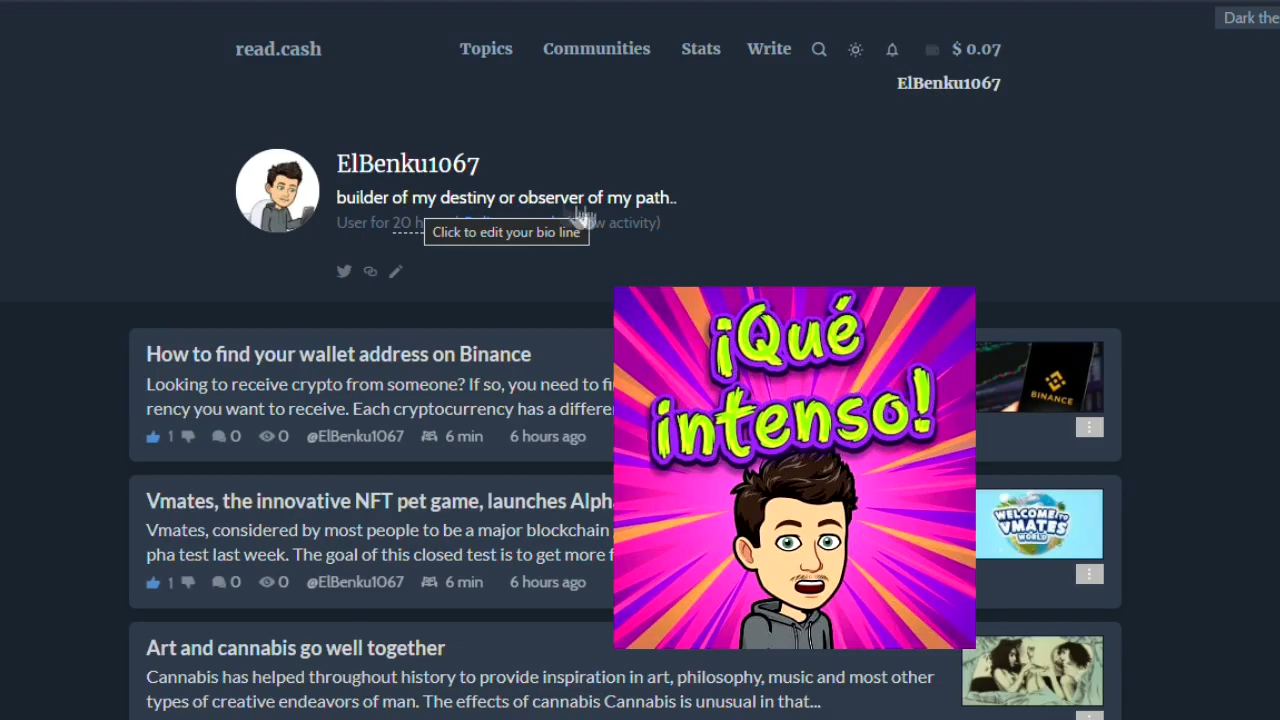 Dark the
read.cash
Topics Communities Stats Write $ 0.07
ElBenku1067
ElBenku1067
builder of my destiny or observer of my path..
User for 20 h activity)
Click to edit your bio line
¡Qué
intenso!
How to find your wallet address on Binance
Looking to receive crypto from someone? If so, you need to fi
rency you want to receive. Each cryptocurrency has a differe
1 0 0 @ElBenku1067 6 min 6 hours ago
BINANCE
Vmates, the innovative NFT pet game, launches Alph
Vmates, considered by most people to be a major blockchain
pha test last week. The goal of this closed test is to get more f
1 0 0 @ElBenku1067 6 min 6 hours ago
WELCOME TO
VMATES
WORLD
Art and cannabis go well together
Cannabis has helped throughout history to provide inspiration in art, philosophy, music and most other
types of creative endeavors of man. The effects of cannabis Cannabis is unusual in that...